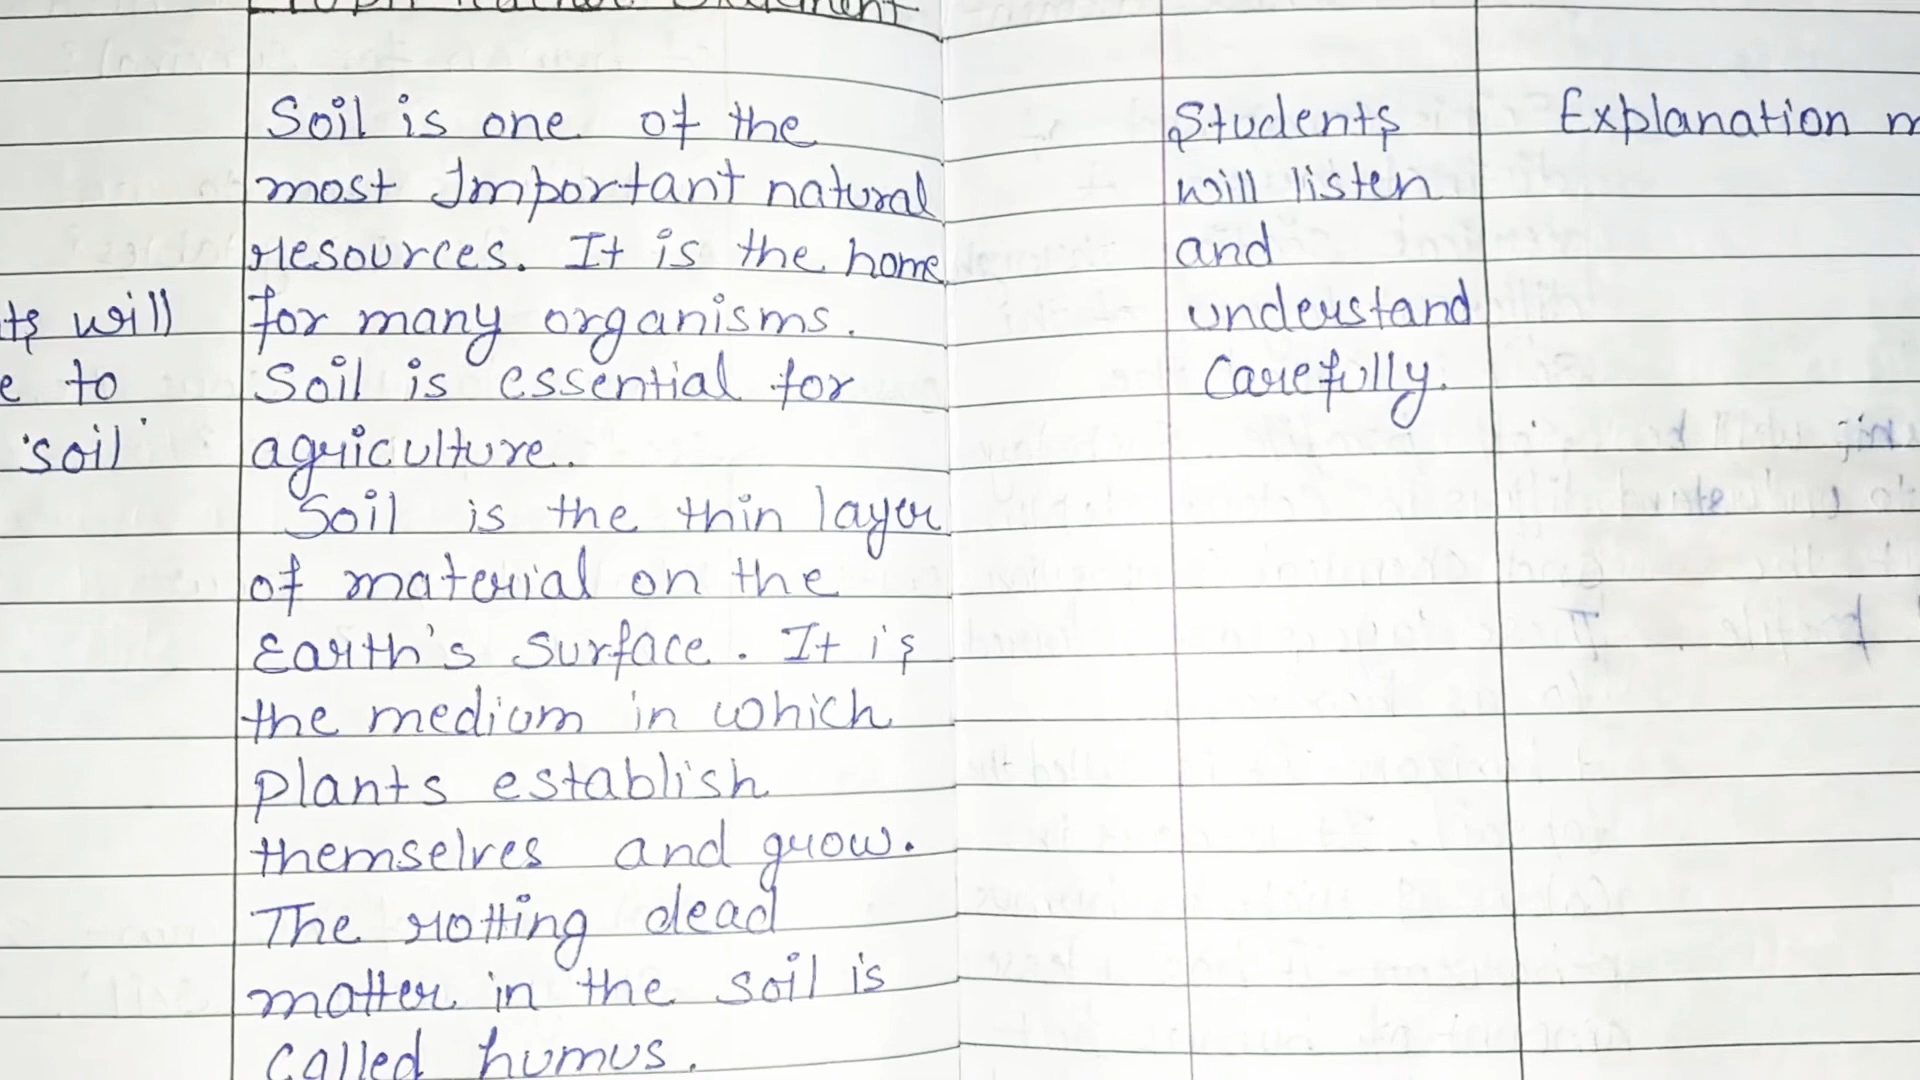 ts will
e to
'soil'
Soil is one of the
most Important natural
resources. It is the home
for many organisms.
Soil is essential for
agriculture.
Soil is the thin layer
of material on the
Earth's surface. It is
the medium in which
plants establish
themselves and grow.
The rotting dead
matter in the soil is
called humus.
Students
will listen
and
understand
Carefully.
Explanation m